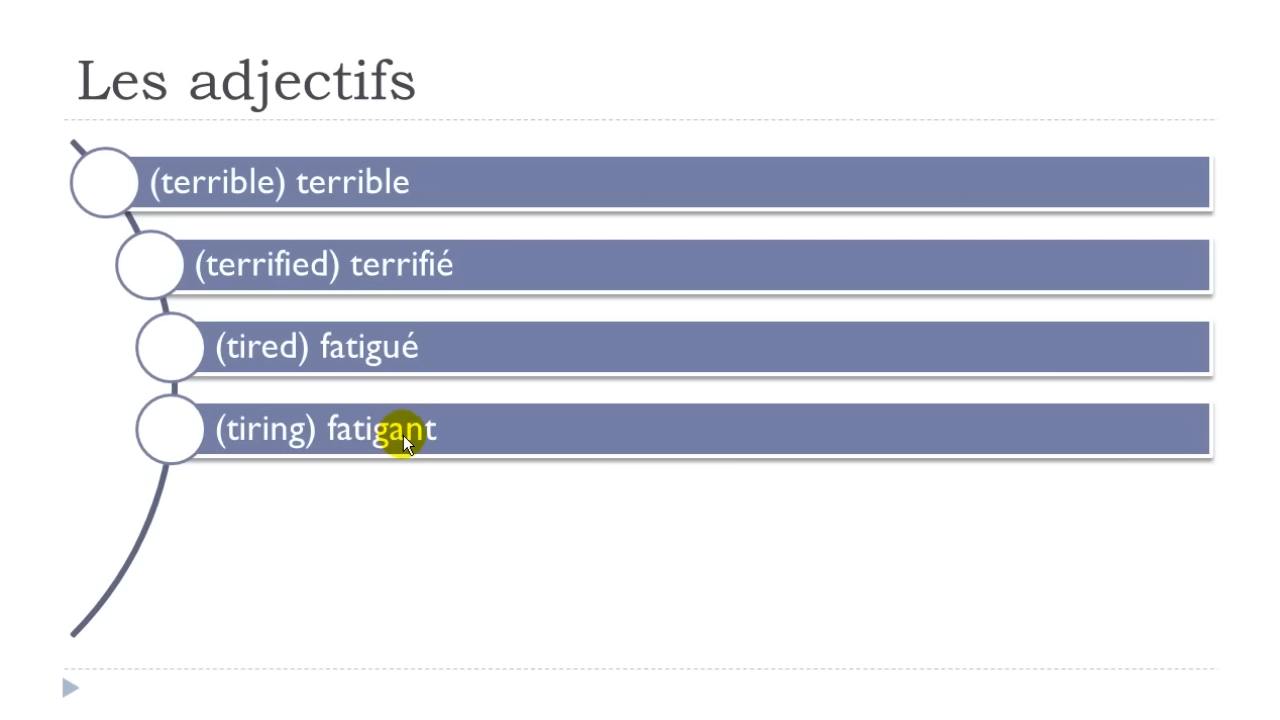 Les adjectifs
(terrible) terrible
(terrified) terrifié
(tired) fatigué
(tiring) fatigant